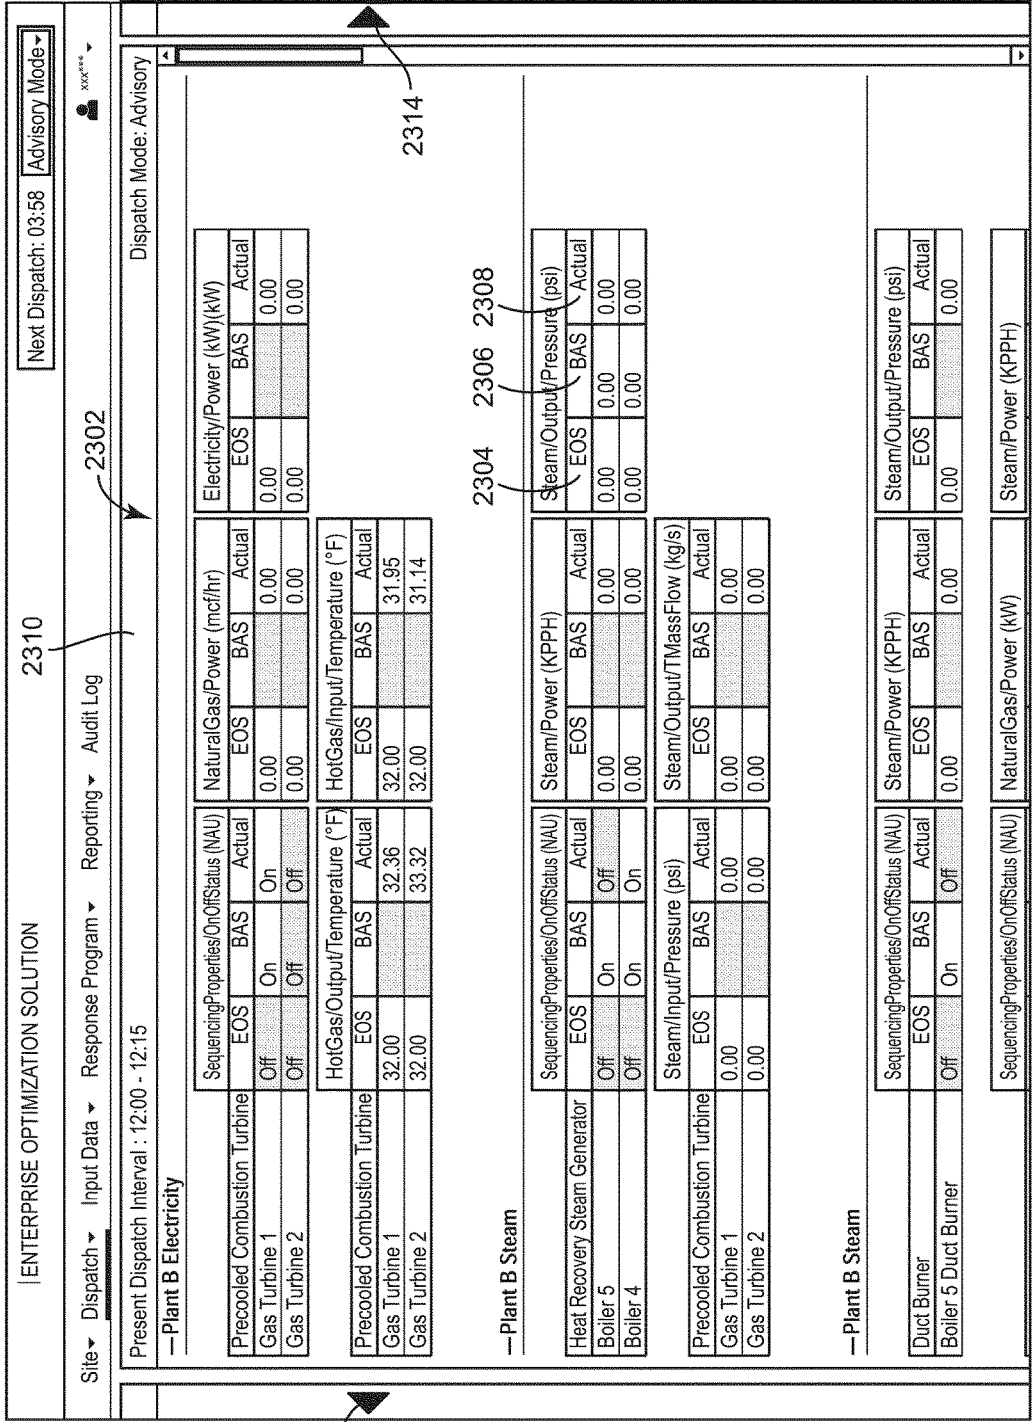 ENTERPRISE OPTIMIZATION SOLUTION
Next Dispatch: 03:58
Advisory Mode
Site Dispatch Input Data Response Program Reporting Audit Log
xxx***
2310
2302
Present Dispatch Interval : 12:00 - 12:15
Dispatch Mode: Advisory
—Plant B Electricity
SequencingProperties/OnOffStatus (NAU) NaturalGas/Power (mcf/hr) Electricity/Power (kW)(kW)
Precooled Combustion Turbine EOS BAS Actual EOS BAS Actual EOS BAS Actual
Gas Turbine 1 Off On On 0.00 0.00 0.00 0.00
Gas Turbine 2 Off Off Off 0.00 0.00 0.00 0.00
HotGas/Output/Temperature (°F) HotGas/Input/Temperature (°F)
Precooled Combustion Turbine EOS BAS Actual EOS BAS Actual
Gas Turbine 1 32.00 32.36 32.00 31.95
Gas Turbine 2 32.00 33.32 32.00 31.14
2314
2304
2306
2308
—Plant B Steam
SequencingProperties/OnOffStatus (NAU) Steam/Power (KPPH) Steam/Output/Pressure (psi)
Heat Recovery Steam Generator EOS BAS Actual EOS BAS Actual EOS BAS Actual
Boiler 5 Off On Off 0.00 0.00 0.00 0.00 0.00
Boiler 4 Off On On 0.00 0.00 0.00 0.00 0.00
Steam/Input/Pressure (psi) Steam/Output/TMassFlow (kg/s)
Precooled Combustion Turbine EOS BAS Actual EOS BAS Actual
Gas Turbine 1 0.00 0.00 0.00 0.00
Gas Turbine 2 0.00 0.00 0.00 0.00
—Plant B Steam
SequencingProperties/OnOffStatus (NAU) Steam/Power (KPPH) Steam/Output/Pressure (psi)
Duct Burner EOS BAS Actual EOS BAS Actual EOS BAS Actual
Boiler 5 Duct Burner Off On Off 0.00 0.00 0.00 0.00
SequencingProperties/OnOffStatus (NAU) NaturalGas/Power (kW) Steam/Power (KPPH)